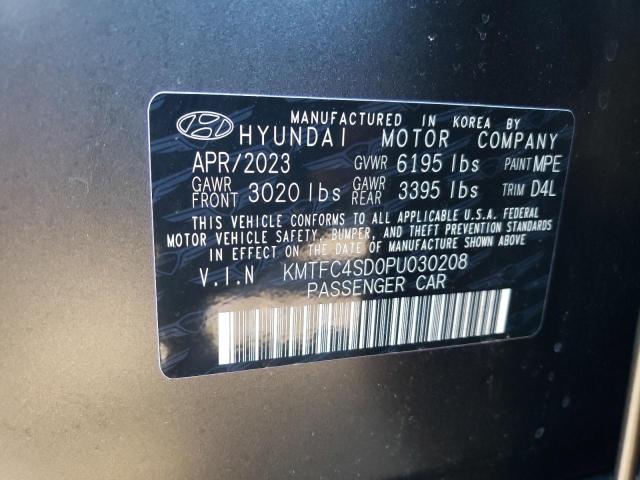 MANUFACTURED IN KOREA BY
HYUNDAI MOTOR COMPANY
APR/2023 GVWR 6195 lbs PAINT MPE
GAWR FRONT 3020 lbs GAWR REAR 3395 lbs TRIM D4L
THIS VEHICLE CONFORMS TO ALL APPLICABLE U.S.A. FEDERAL
MOTOR VEHICLE SAFETY, BUMPER, AND THEFT PREVENTION STANDARDS
IN EFFECT ON THE DATE OF MANUFACTURE SHOWN ABOVE.
V.I.N KMTFC4SD0PU030208
PASSENGER CAR